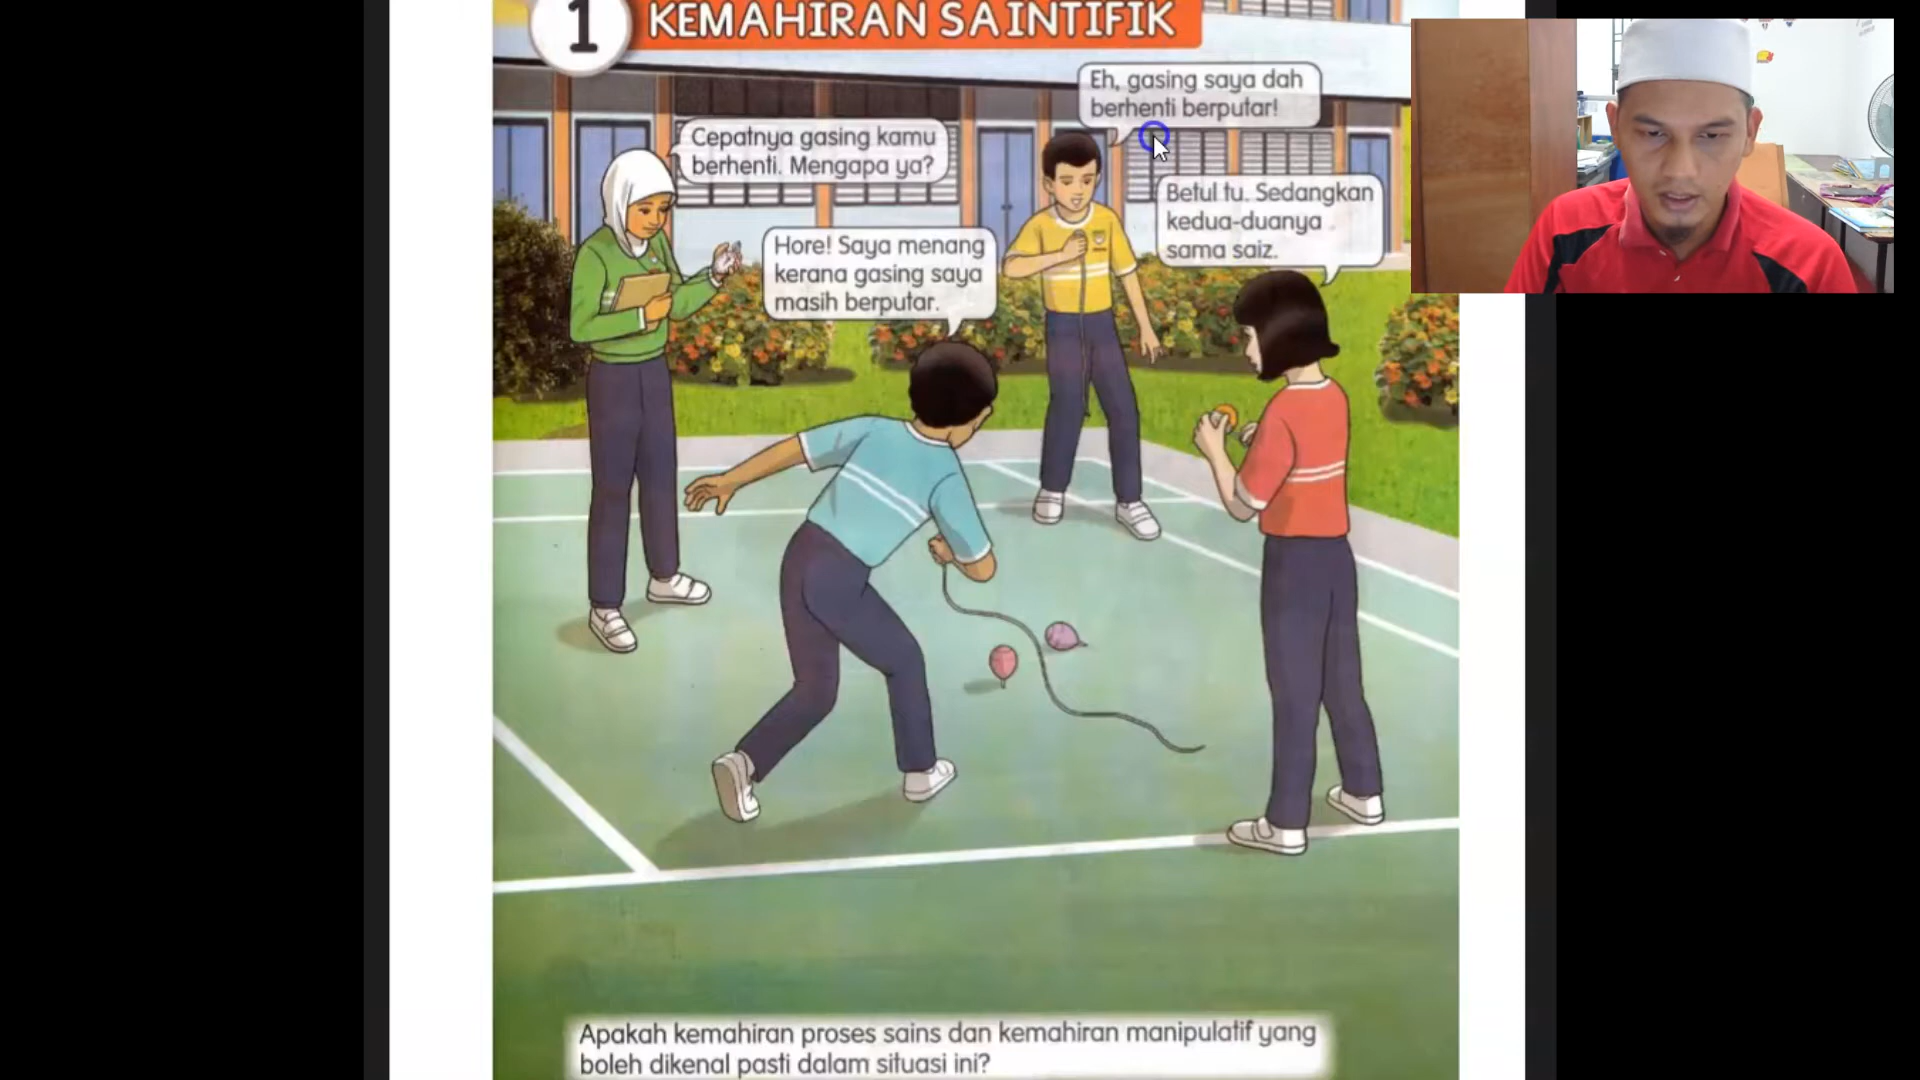 1
KEMAHIRAN SAINTIFIK
Eh, gasing saya dah
berhenti berputar!
Cepatnya gasing kamu
berhenti. Mengapa ya?
Betul tu. Sedangkan
kedua-duanya
sama saiz.
Hore! Saya menang
kerana gasing saya
masih berputar.
Apakah kemahiran proses sains dan kemahiran manipulatif yang
boleh dikenal pasti dalam situasi ini?